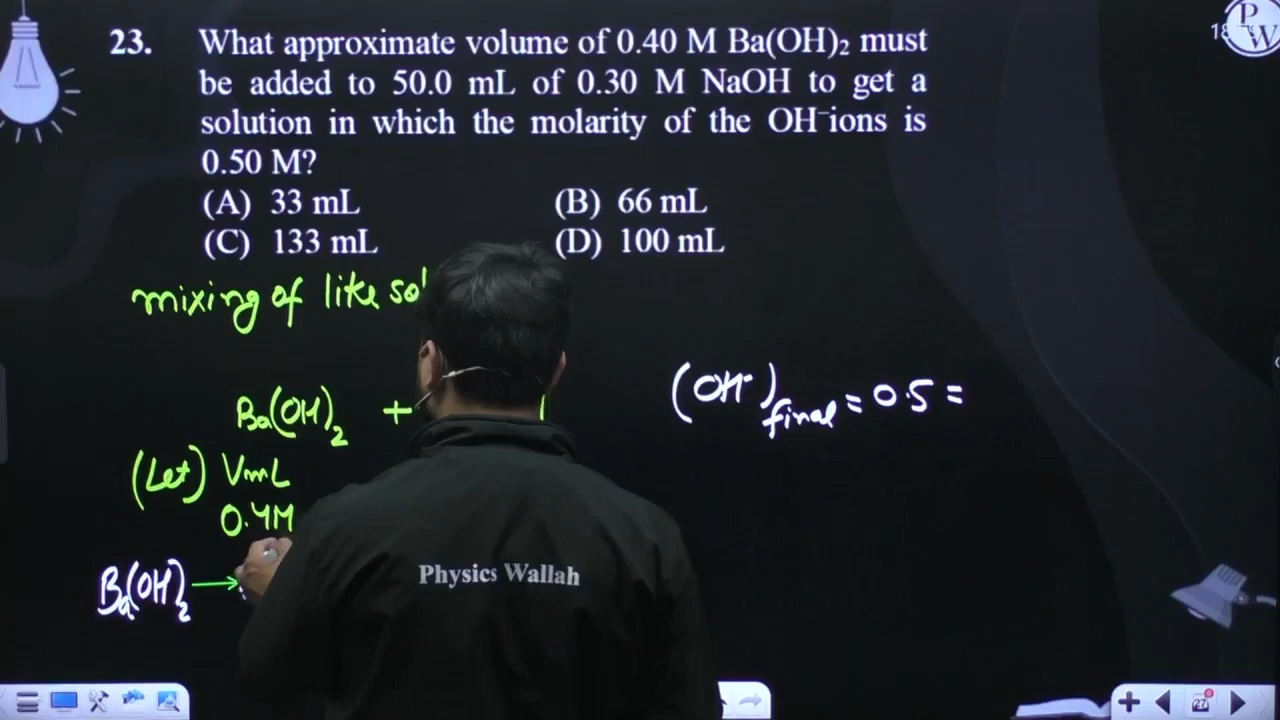 23. What approximate volume of 0.40 M Ba(OH)₂ must
be added to 50.0 mL of 0.30 M NaOH to get a
solution in which the molarity of the OH⁻ions is
0.50 M?
(A) 33 mL (B) 66 mL
(C) 133 mL (D) 100 mL
mixing of like
Ba(OH)₂ +
(OH⁻)final = 0.5 =
(Let) VmL
0.4M
Ba(OH)₂ →
Physics Wallah
P
W
27